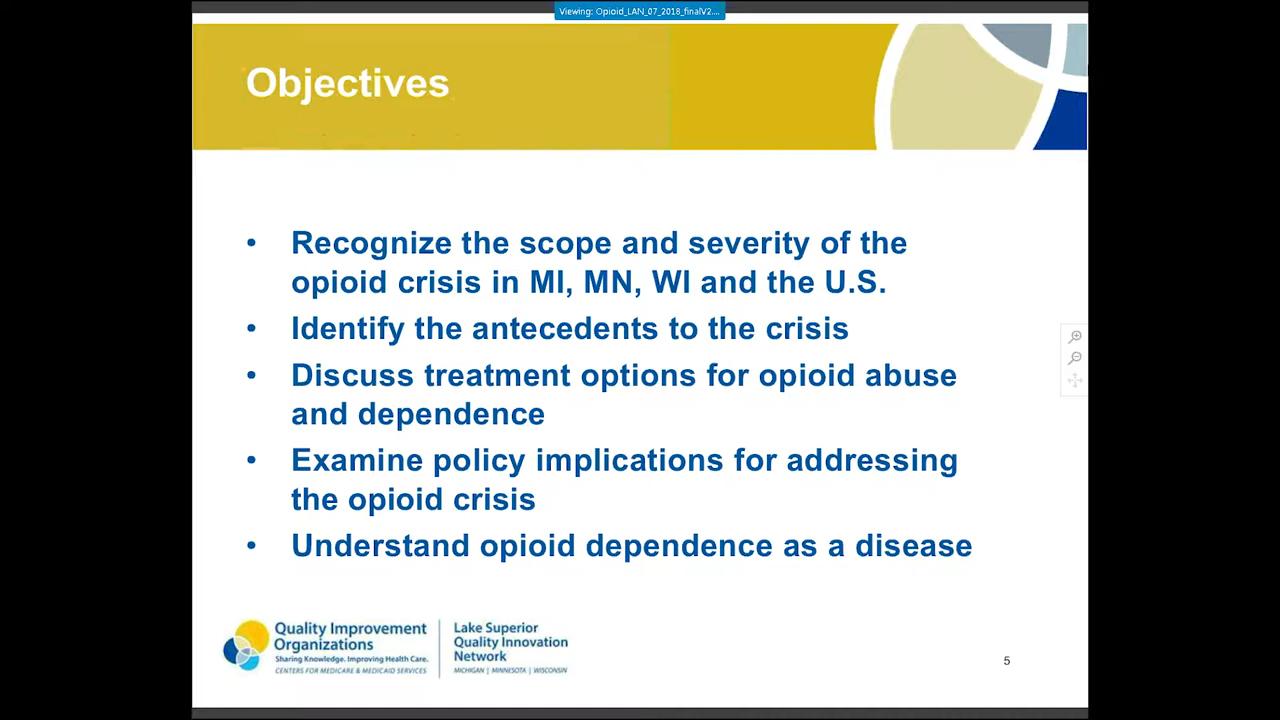 Viewing: Opioid_LAN_07_2018_finalV2....
Objectives
• Recognize the scope and severity of the
opioid crisis in MI, MN, WI and the U.S.
• Identify the antecedents to the crisis
• Discuss treatment options for opioid abuse
and dependence
• Examine policy implications for addressing
the opioid crisis
• Understand opioid dependence as a disease
Quality Improvement
Organizations
Sharing Knowledge. Improving Health Care.
CENTERS FOR MEDICARE & MEDICAID SERVICES
Lake Superior
Quality Innovation
Network
MICHIGAN | MINNESOTA | WISCONSIN
5